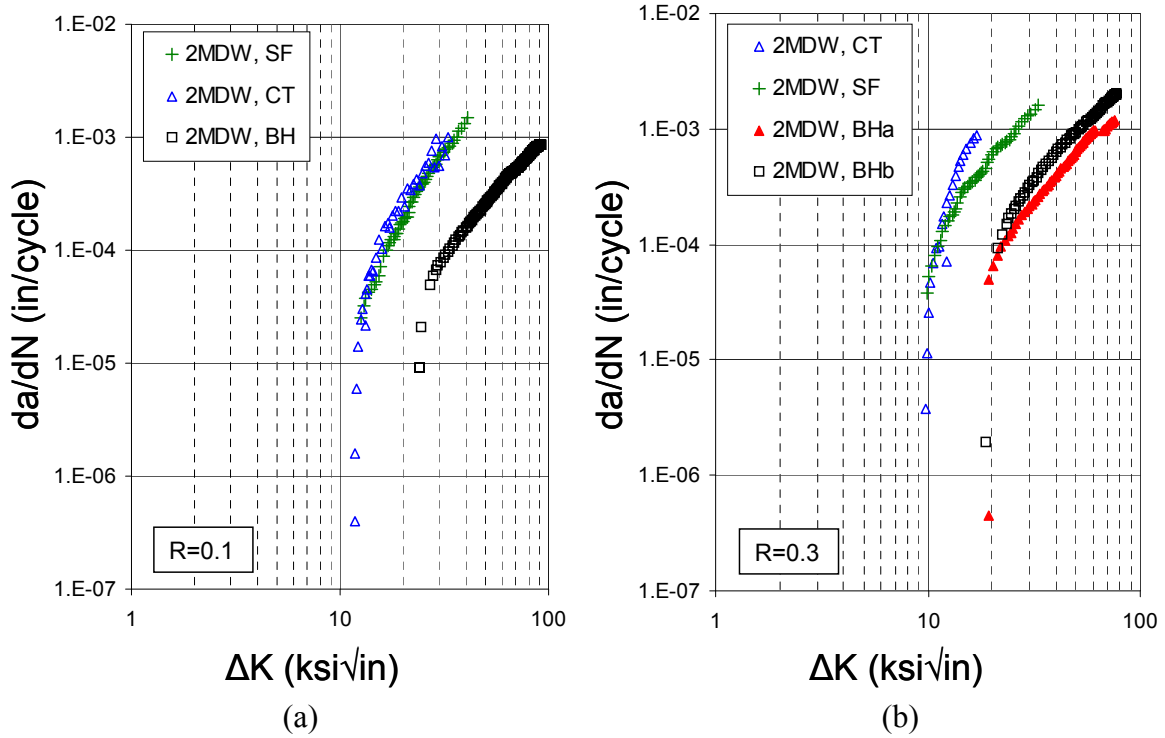 1.E-02
1.E-03
1.E-04
1.E-05
1.E-06
1.E-07
da/dN (in/cycle)
2MDW, SF
2MDW, CT
2MDW, BH
R=0.1
1 10 100
ΔK (ksi√in)
(a)
1.E-02
1.E-03
1.E-04
1.E-05
1.E-06
1.E-07
da/dN (in/cycle)
2MDW, CT
2MDW, SF
2MDW, BHa
2MDW, BHb
R=0.3
1 10 100
ΔK (ksi√in)
(b)